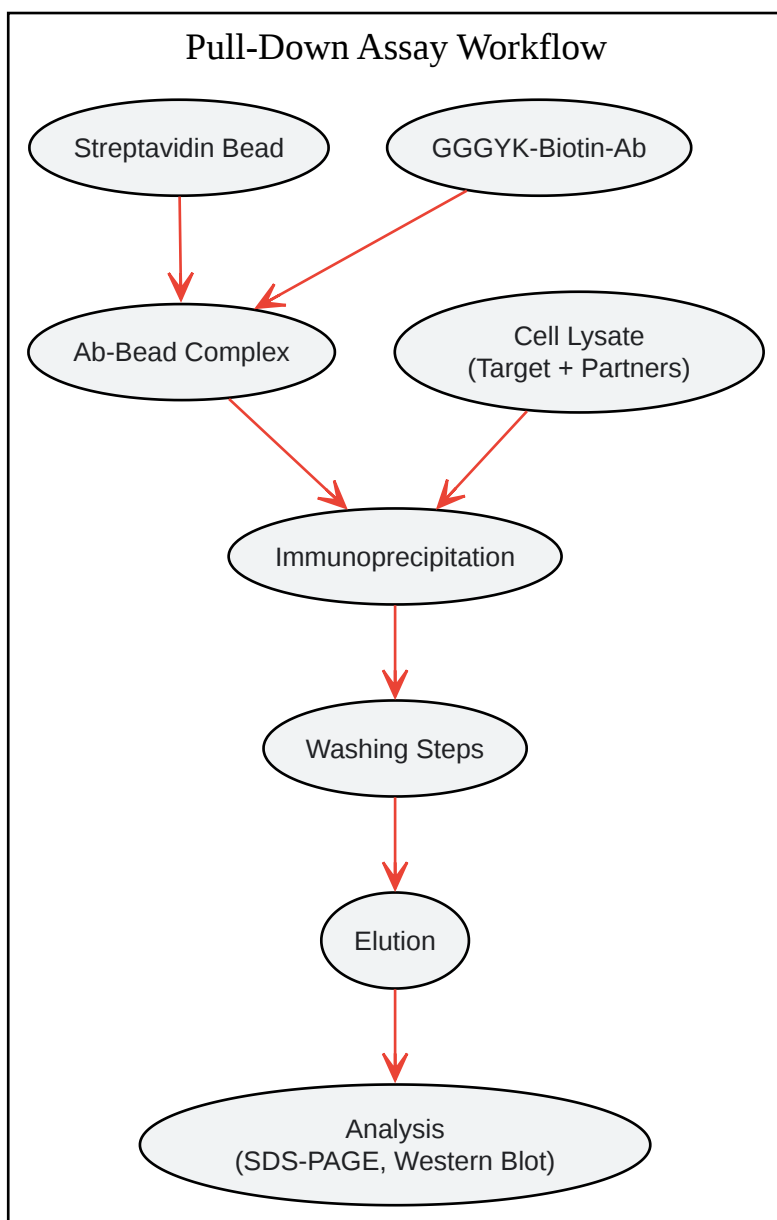 Pull-Down Assay Workflow
Streptavidin Bead
GGGYK-Biotin-Ab
Ab-Bead Complex
Cell Lysate
(Target + Partners)
Immunoprecipitation
Washing Steps
Elution
Analysis
(SDS-PAGE, Western Blot)